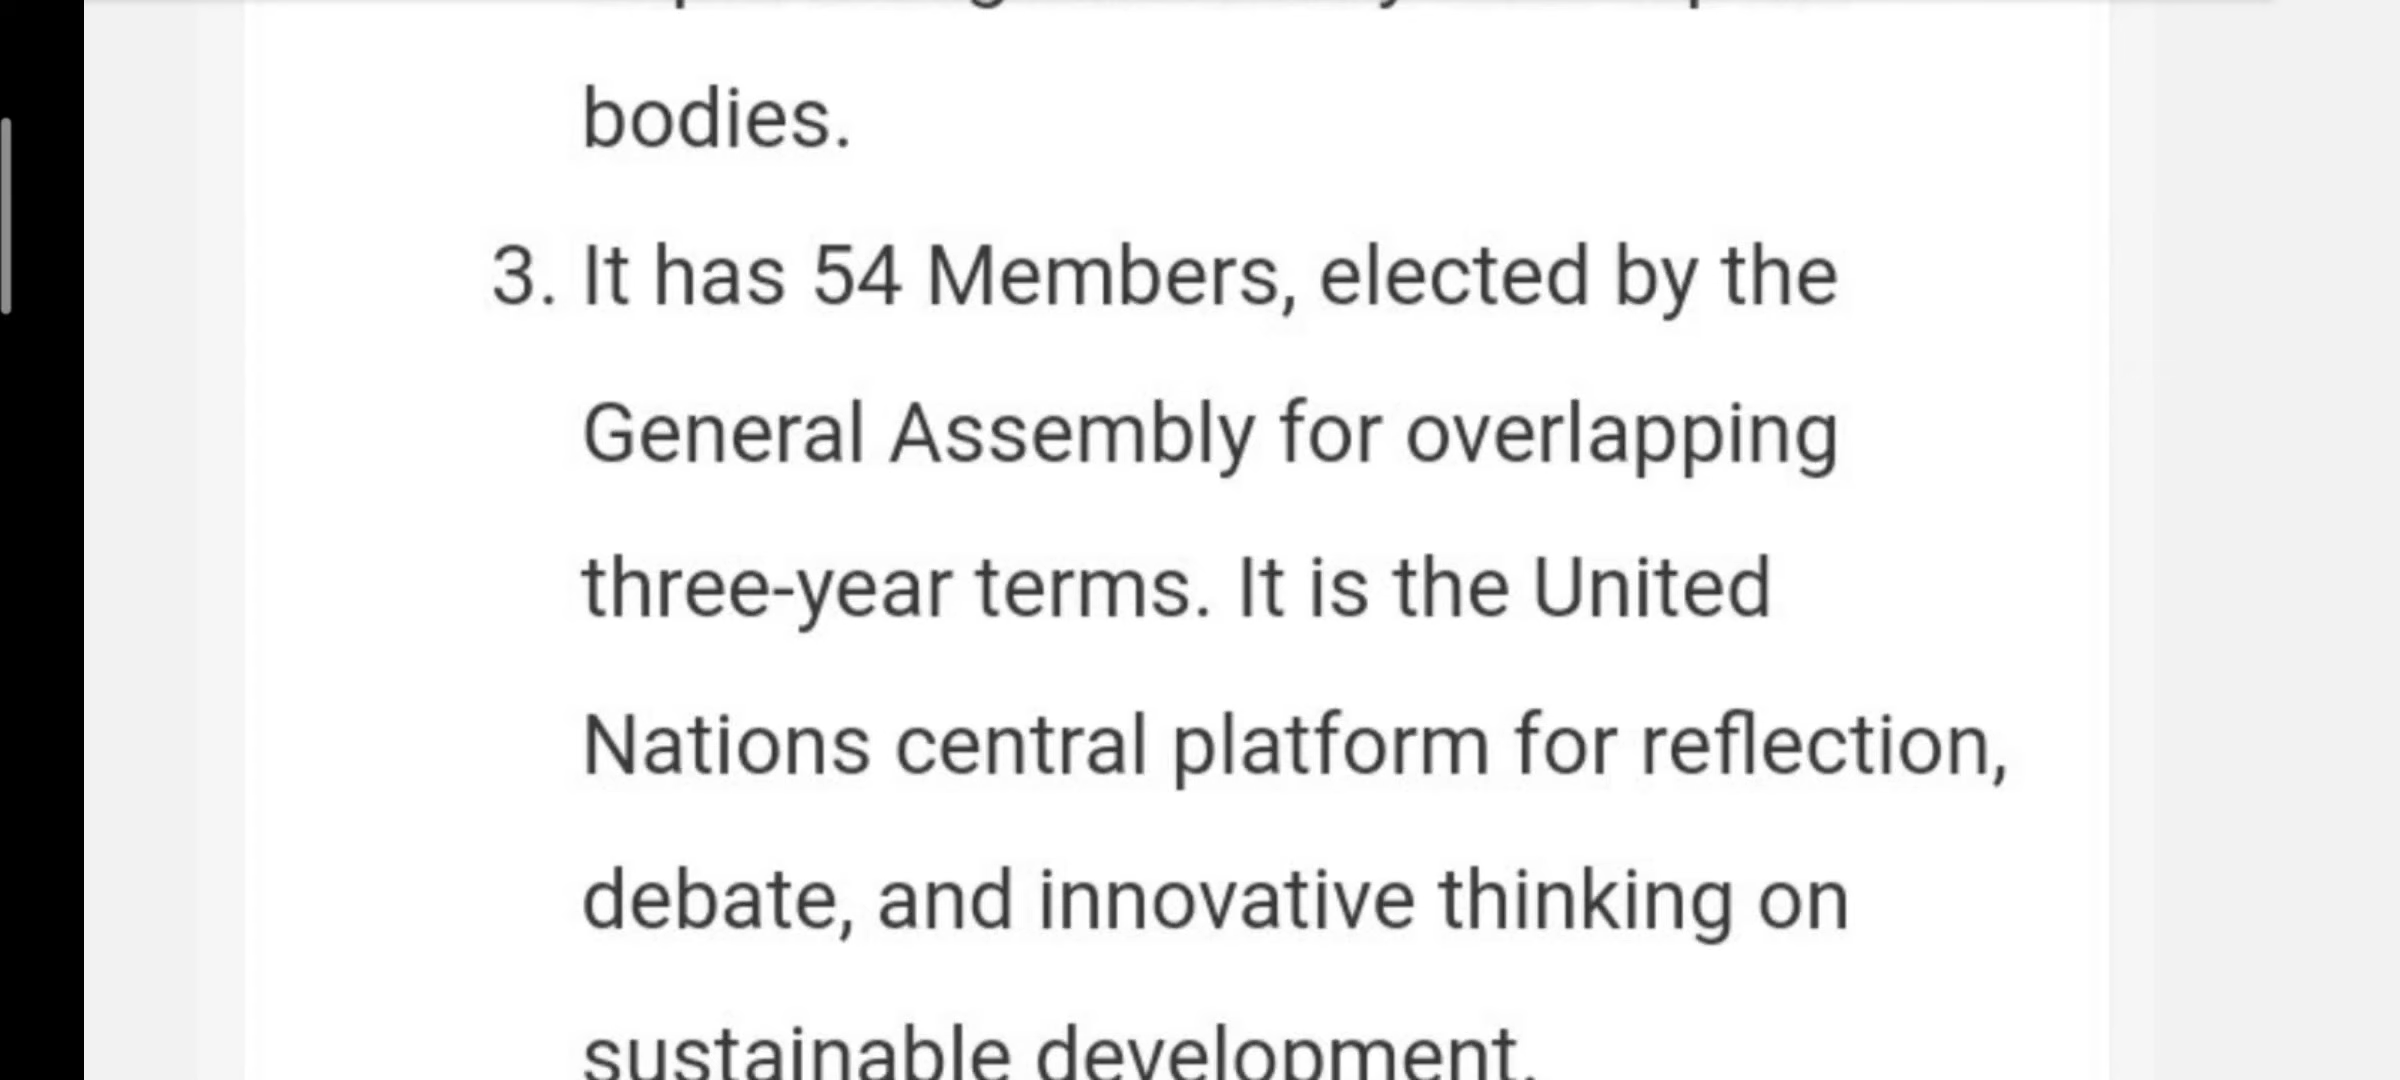 bodies.
3. It has 54 Members, elected by the
General Assembly for overlapping
three-year terms. It is the United
Nations central platform for reflection,
debate, and innovative thinking on
sustainable development.